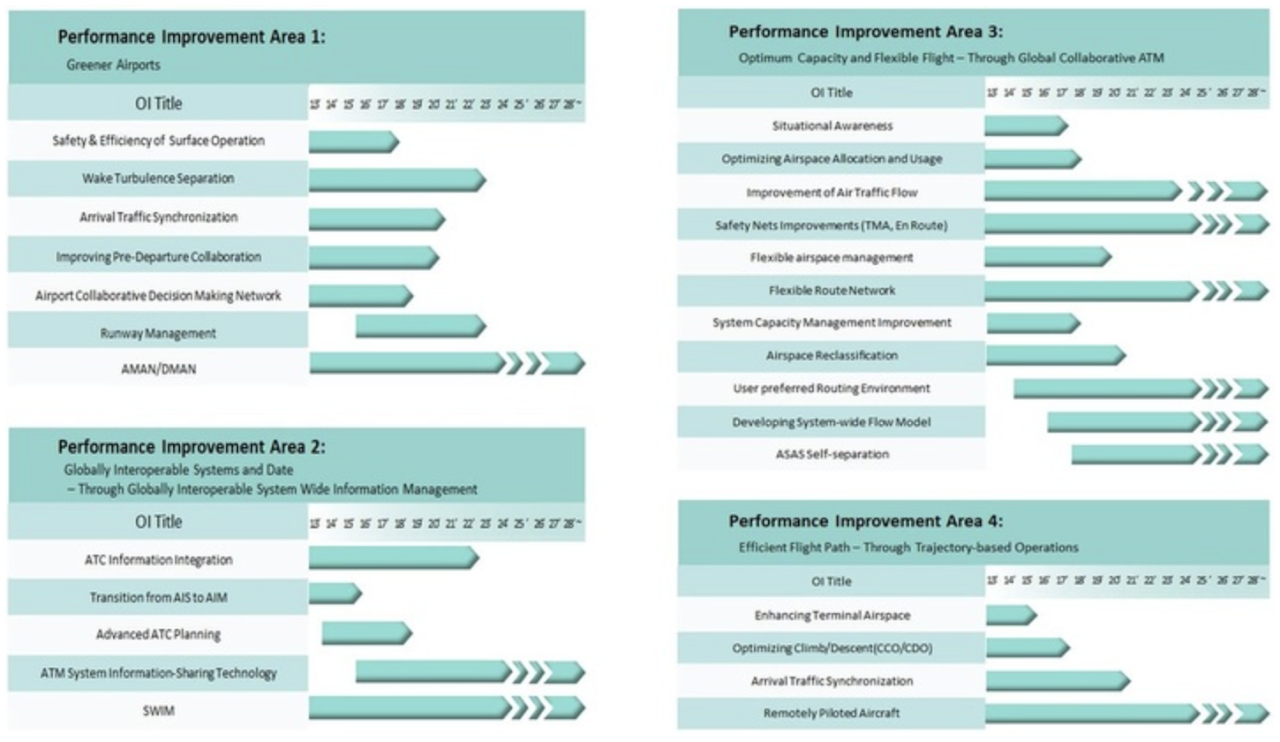 Performance Improvement Area 1:
Greener Airports
OI Title 13' 14' 15' 16' 17' 18' 19' 20' 21' 22' 23' 24' 25' 26' 27' 28'~
Safety & Efficiency of Surface Operation
Wake Turbulence Separation
Arrival Traffic Synchronization
Improving Pre-Departure Collaboration
Airport Collaborative Decision Making Network
Runway Management
AMAN/DMAN
Performance Improvement Area 2:
Globally Interoperable Systems and Date
– Through Globally Interoperable System Wide Information Management
OI Title 13' 14' 15' 16' 17' 18' 19' 20' 21' 22' 23' 24' 25' 26' 27' 28'~
ATC Information Integration
Transition from AIS to AIM
Advanced ATC Planning
ATM System Information-Sharing Technology
SWIM
Performance Improvement Area 3:
Optimum Capacity and Flexible Flight – Through Global Collaborative ATM
OI Title 13' 14' 15' 16' 17' 18' 19' 20' 21' 22' 23' 24' 25' 26' 27' 28'~
Situational Awareness
Optimizing Airspace Allocation and Usage
Improvement of Air Traffic Flow
Safety Nets Improvements (TMA, En Route)
Flexible airspace management
Flexible Route Network
System Capacity Management Improvement
Airspace Reclassification
User preferred Routing Environment
Developing System-wide Flow Model
ASAS Self-separation
Performance Improvement Area 4:
Efficient Flight Path – Through Trajectory-based Operations
OI Title 13' 14' 15' 16' 17' 18' 19' 20' 21' 22' 23' 24' 25' 26' 27' 28'~
Enhancing Terminal Airspace
Optimizing Climb/Descent(CCO/CDO)
Arrival Traffic Synchronization
Remotely Piloted Aircraft